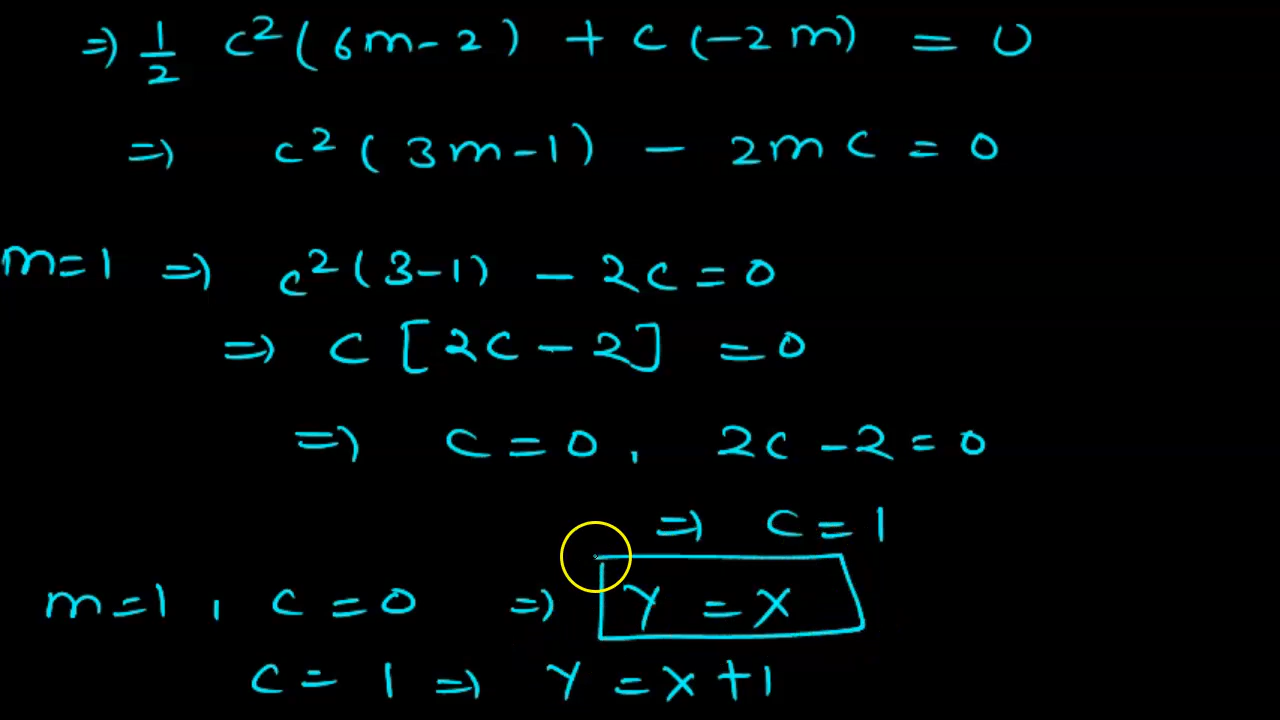 => 1/2 c²(6m-2) + c(-2m) = 0
=> c²(3m-1) - 2mc = 0
m=1 => c²(3-1) - 2c = 0
=> c[2c-2] = 0
=> c=0, 2c-2=0
=> c=1
m=1, c=0 => Y=X
c=1 => Y=X+1